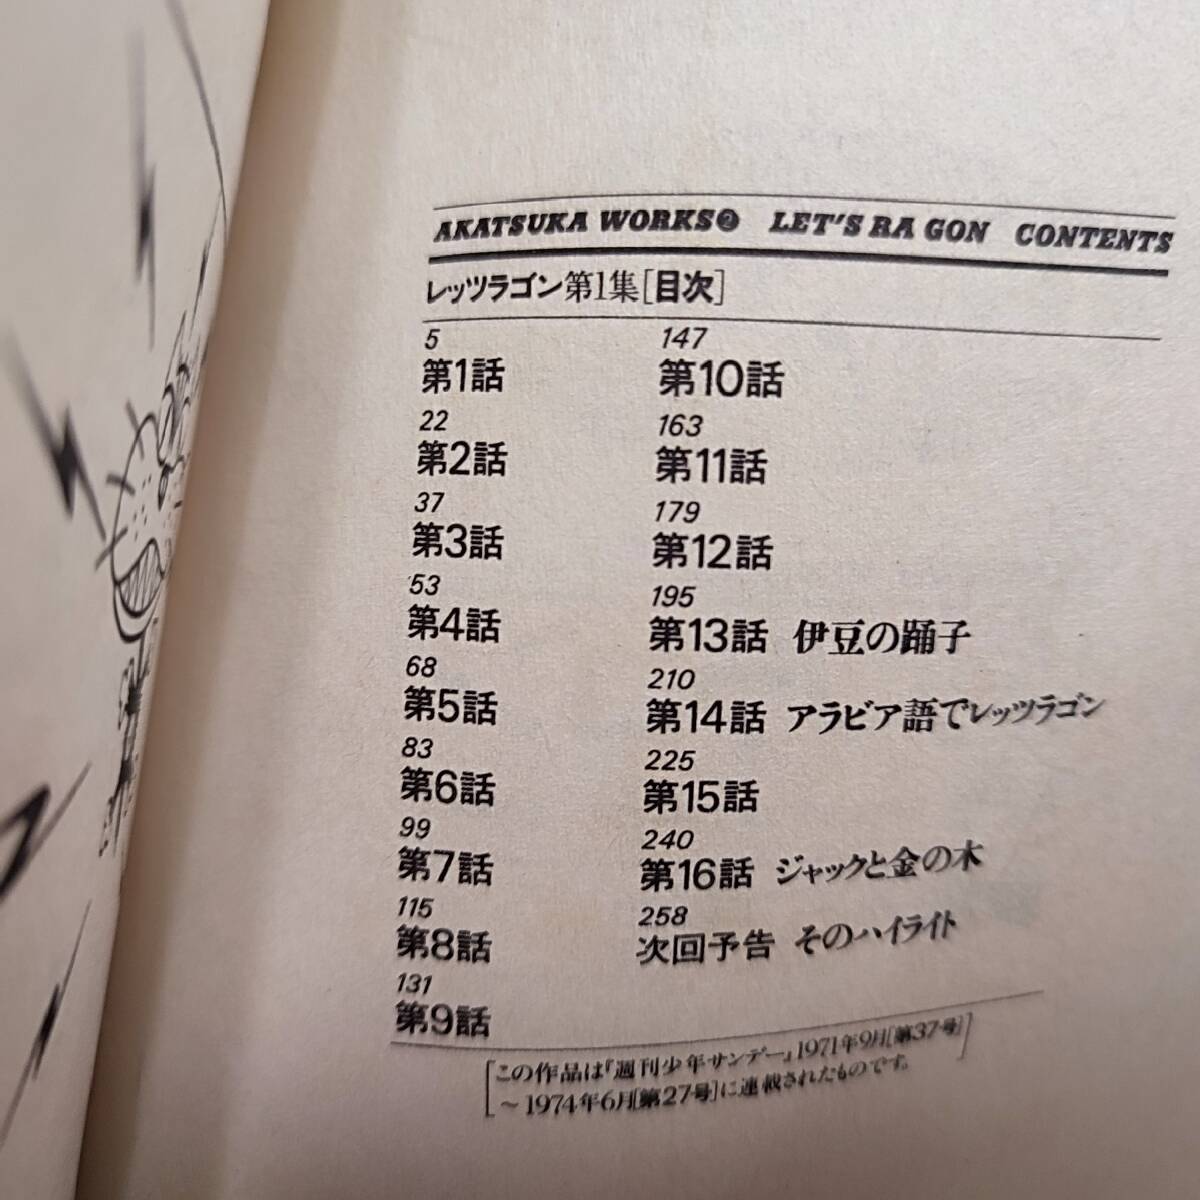 AKATSUKA WORKS❷ LET'S RA GON CONTENTS
レッツラゴン第1集[目次]
5
第1話
22
第2話
37
第3話
53
第4話
68
第5話
83
第6話
99
第7話
115
第8話
131
第9話
147
第10話
163
第11話
179
第12話
195
第13話 伊豆の踊子
210
第14話 アラビア語でレッツラゴン
225
第15話
240
第16話 ジャックと金の木
258
次回予告 そのハイライト
[この作品は『週刊少年サンデー』1971年9月[第37号]
～1974年6月[第27号]に連載されたものです。]